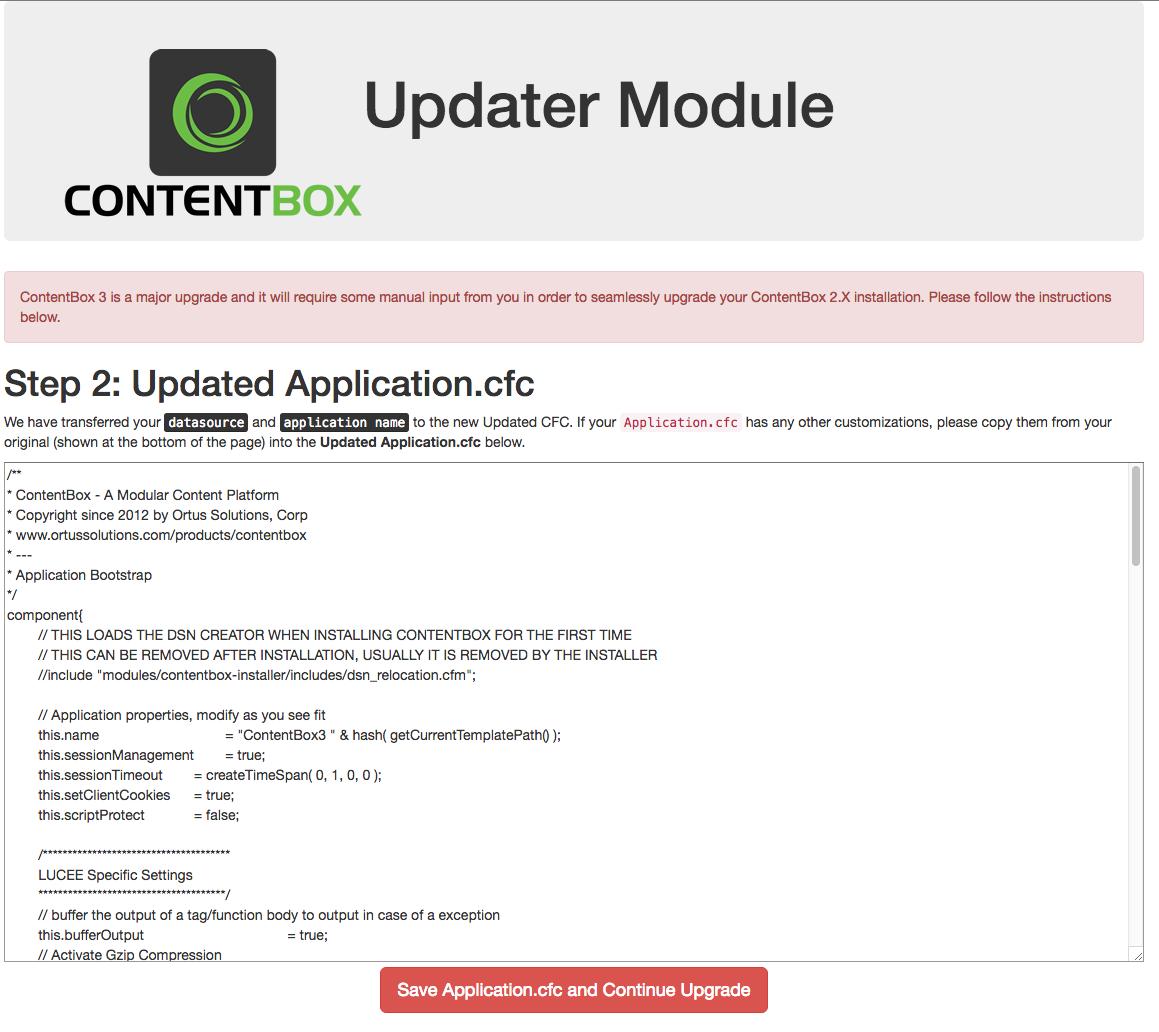 CONTENTBOX
Updater Module
ContentBox 3 is a major upgrade and it will require some manual input from you in order to seamlessly upgrade your ContentBox 2.X installation. Please follow the instructions
below.
Step 2: Updated Application.cfc
We have transferred your datasource and application name to the new Updated CFC. If your Application.cfc has any other customizations, please copy them from your
original (shown at the bottom of the page) into the Updated Application.cfc below.
/**
* ContentBox - A Modular Content Platform
* Copyright since 2012 by Ortus Solutions, Corp
* www.ortussolutions.com/products/contentbox
* ---
* Application Bootstrap
*/
component{
// THIS LOADS THE DSN CREATOR WHEN INSTALLING CONTENTBOX FOR THE FIRST TIME
// THIS CAN BE REMOVED AFTER INSTALLATION, USUALLY IT IS REMOVED BY THE INSTALLER
//include "modules/contentbox-installer/includes/dsn_relocation.cfm";
// Application properties, modify as you see fit
this.name = "ContentBox3 " & hash( getCurrentTemplatePath() );
this.sessionManagement = true;
this.sessionTimeout = createTimeSpan( 0, 1, 0, 0 );
this.setClientCookies = true;
this.scriptProtect = false;
/**************************************
LUCEE Specific Settings
**************************************/
// buffer the output of a tag/function body to output in case of a exception
this.bufferOutput = true;
// Activate Gzip Compression
Save Application.cfc and Continue Upgrade